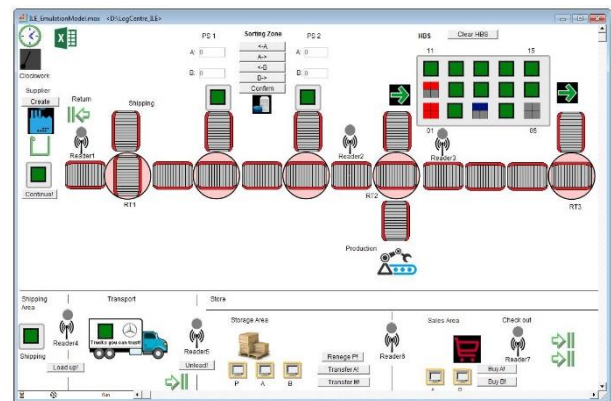 ILE_EmulationModel.mox <D:\LogCentre_ILE>
Clockwork
Supplier
Create
Continue!
Return
Reader1
Shipping
RT1
PS 1
A: 0
B: 0
Sorting Zone
<-A
A->
<-B
B->
Confirm
PS 2
A: 0
B: 0
Reader2
RT2
Production
HBS
Clear HBS
11
15
01
05
Reader3
RT3
Shipping
Area
Shipping
Reader4
Load up!
Transport
Trucks you can trust!
Reader5
Unload!
Store
Storage Area
P
A
B
Renege P!
Transfer A!
Transfer B!
Reader6
Sales Area
Check out
Reader7
Buy A!
Buy B!